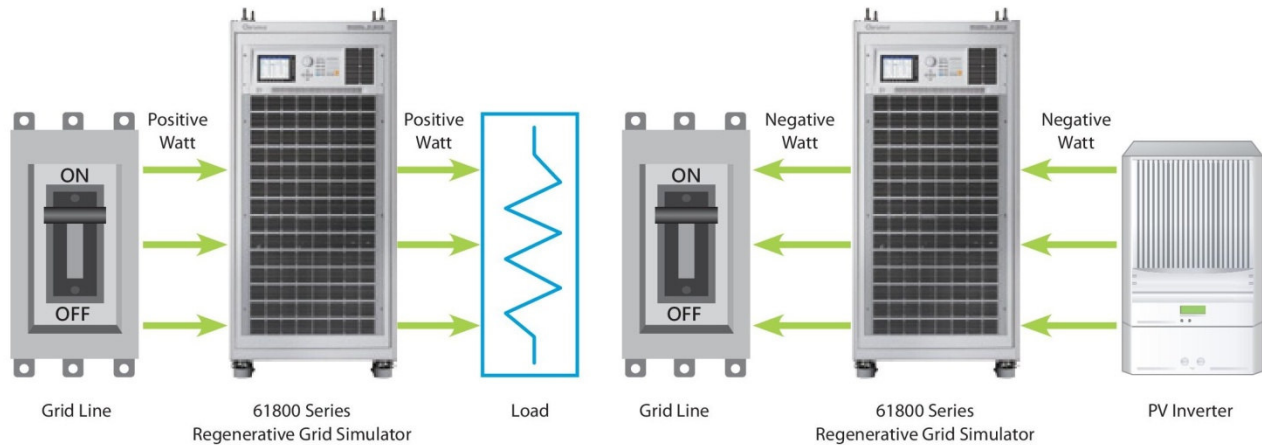 Positive
Watt
Positive
Watt
Negative
Watt
Negative
Watt
ON
OFF
ON
OFF
Grid Line
61800 Series
Regenerative Grid Simulator
Load
Grid Line
61800 Series
Regenerative Grid Simulator
PV Inverter